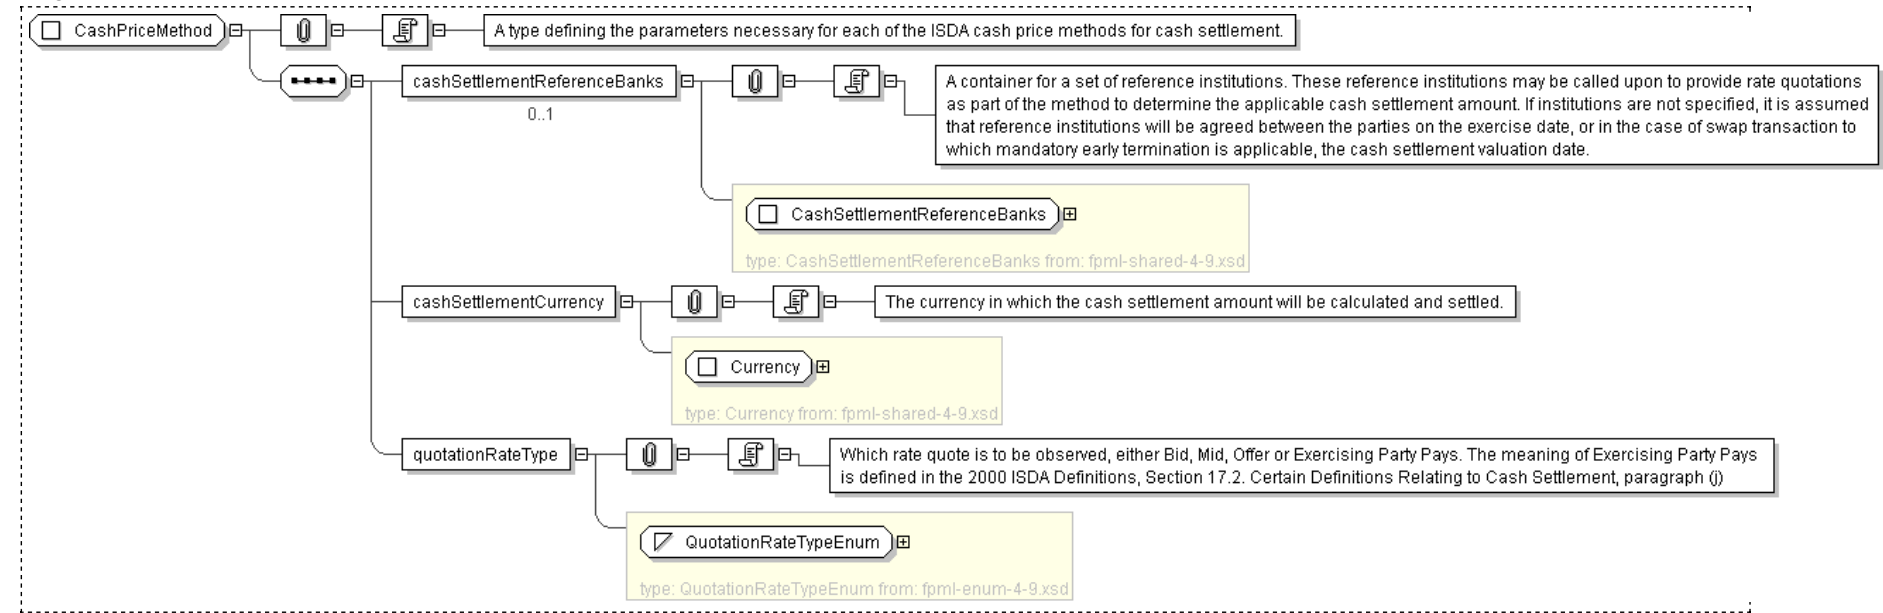 CashPriceMethod
A type defining the parameters necessary for each of the ISDA cash price methods for cash settlement.
cashSettlementReferenceBanks
0..1
A container for a set of reference institutions. These reference institutions may be called upon to provide rate quotations
as part of the method to determine the applicable cash settlement amount. If institutions are not specified, it is assumed
that reference institutions will be agreed between the parties on the exercise date, or in the case of swap transaction to
which mandatory early termination is applicable, the cash settlement valuation date.
CashSettlementReferenceBanks
type: CashSettlementReferenceBanks from: fpml-shared-4-9.xsd
cashSettlementCurrency
The currency in which the cash settlement amount will be calculated and settled.
Currency
type: Currency from: fpml-shared-4-9.xsd
quotationRateType
Which rate quote is to be observed, either Bid, Mid, Offer or Exercising Party Pays. The meaning of Exercising Party Pays
is defined in the 2000 ISDA Definitions, Section 17.2. Certain Definitions Relating to Cash Settlement, paragraph (j)
QuotationRateTypeEnum
type: QuotationRateTypeEnum from: fpml-enum-4-9.xsd